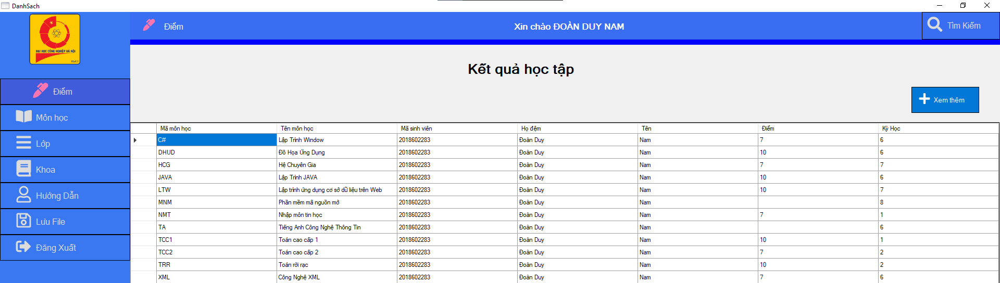 DanhSach
ĐẠI HỌC CÔNG NGHIỆP HÀ NỘI
HaUI
Điểm
Xin chào ĐOÀN DUY NAM
Tìm Kiếm
Kết quả học tập
Xem thêm
Điểm
Môn học
Lớp
Khoa
Hướng Dẫn
Lưu File
Đăng Xuất
Mã môn học Tên môn học Mã sinh viên Họ đệm Tên Điểm Kỳ Học
C# Lập Trình Window 2018602283 Đoàn Duy Nam 7 6
DHUD Đồ Họa Ứng Dụng 2018602283 Đoàn Duy Nam 10 6
HCG Hệ Chuyên Gia 2018602283 Đoàn Duy Nam 7 7
JAVA Lập Trình JAVA 2018602283 Đoàn Duy Nam 10 6
LTW Lập trình ứng dụng cơ sở dữ liệu trên Web 2018602283 Đoàn Duy Nam 10 7
MNM Phần mềm mã nguồn mở 2018602283 Đoàn Duy Nam 8
NMT Nhập môn tin học 2018602283 Đoàn Duy Nam 7 1
TA Tiếng Anh Công Nghệ Thông Tin 2018602283 Đoàn Duy Nam 6
TCC1 Toán cao cấp 1 2018602283 Đoàn Duy Nam 10 1
TCC2 Toán cao cấp 2 2018602283 Đoàn Duy Nam 7 2
TRR Toán rời rạc 2018602283 Đoàn Duy Nam 10 2
XML Công Nghệ XML 2018602283 Đoàn Duy Nam 7 6